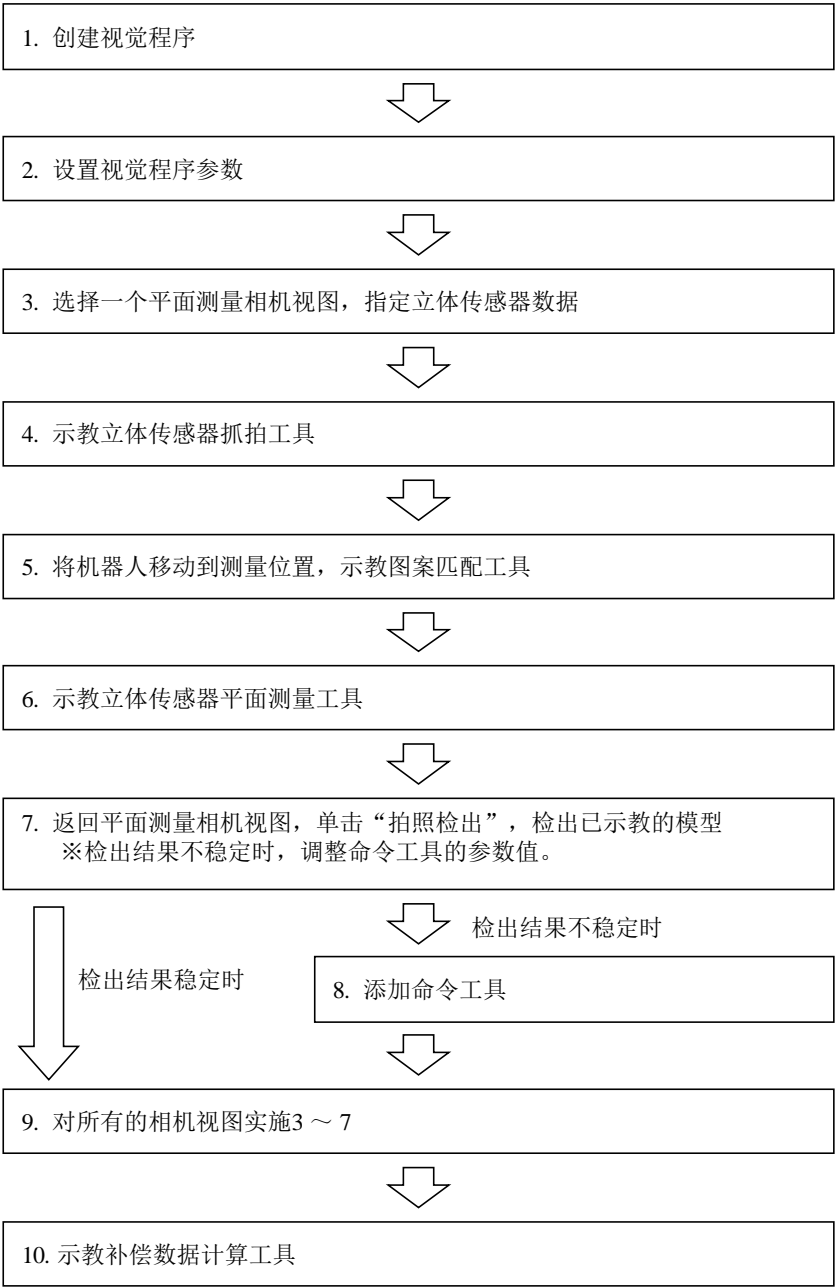 1. 创建视觉程序
2. 设置视觉程序参数
3. 选择一个平面测量相机视图，指定立体传感器数据
4. 示教立体传感器抓拍工具
5. 将机器人移动到测量位置，示教图案匹配工具
6. 示教立体传感器平面测量工具
7. 返回平面测量相机视图，单击“拍照检出”，检出已示教的模型
※检出结果不稳定时，调整命令工具的参数值。
检出结果不稳定时
检出结果稳定时
8. 添加命令工具
9. 对所有的相机视图实施3 ～ 7
10. 示教补偿数据计算工具